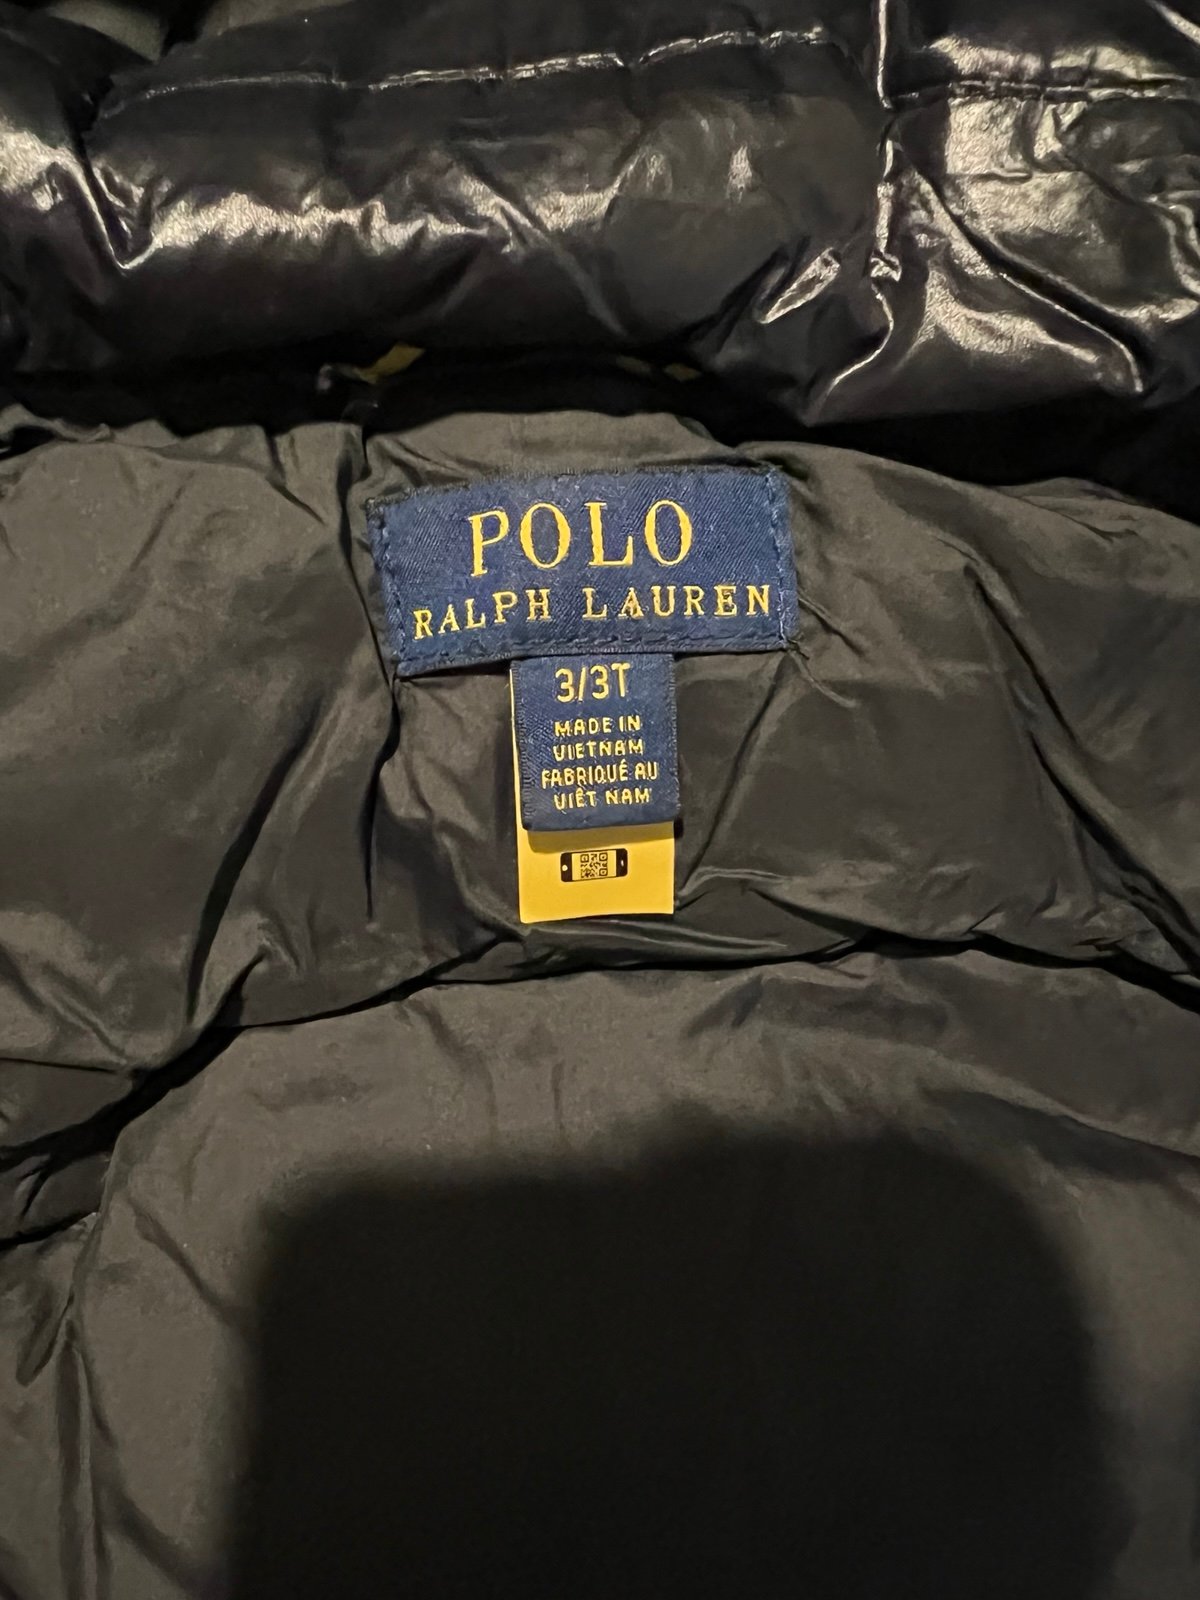 POLO
RALPH LAUREN
3/3T
MADE IN
VIETNAM
FABRIQUÉ AU
VIÊT NAM